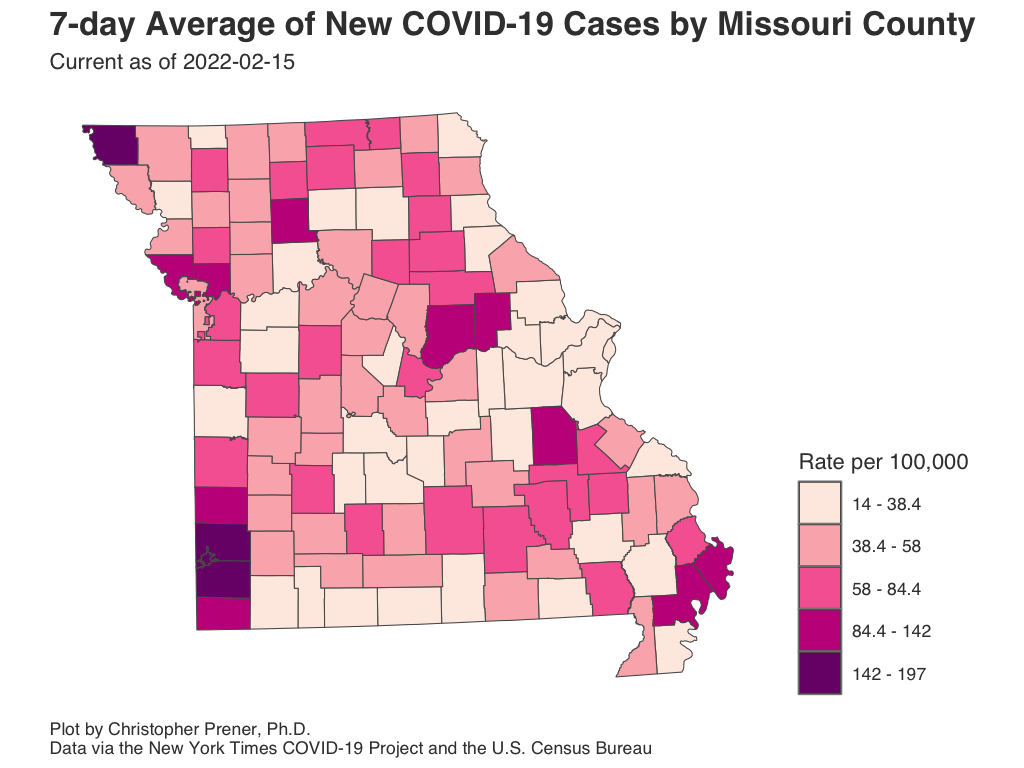 7-day Average of New COVID-19 Cases by Missouri County
Current as of 2022-02-15
Rate per 100,000
14 - 38.4
38.4 - 58
58 - 84.4
84.4 - 142
142 - 197
Plot by Christopher Prener, Ph.D.
Data via the New York Times COVID-19 Project and the U.S. Census Bureau